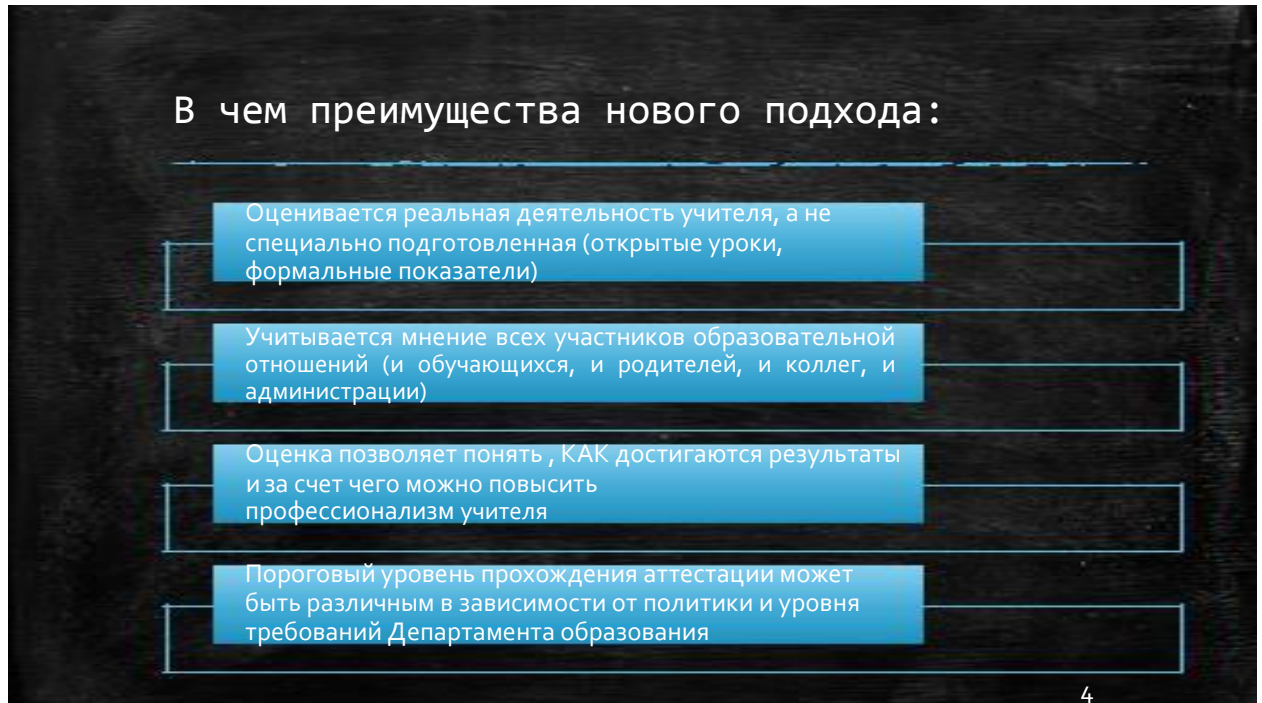 В чем преимущества нового подхода:
Оценивается реальная деятельность учителя, а не
специально подготовленная (открытые уроки,
формальные показатели)
Учитывается мнение всех участников образовательной
отношений (и обучающихся, и родителей, и коллег, и
администрации)
Оценка позволяет понять , КАК достигаются результаты
и за счет чего можно повысить
профессионализм учителя
Пороговый уровень прохождения аттестации может
быть различным в зависимости от политики и уровня
требований Департамента образования
4